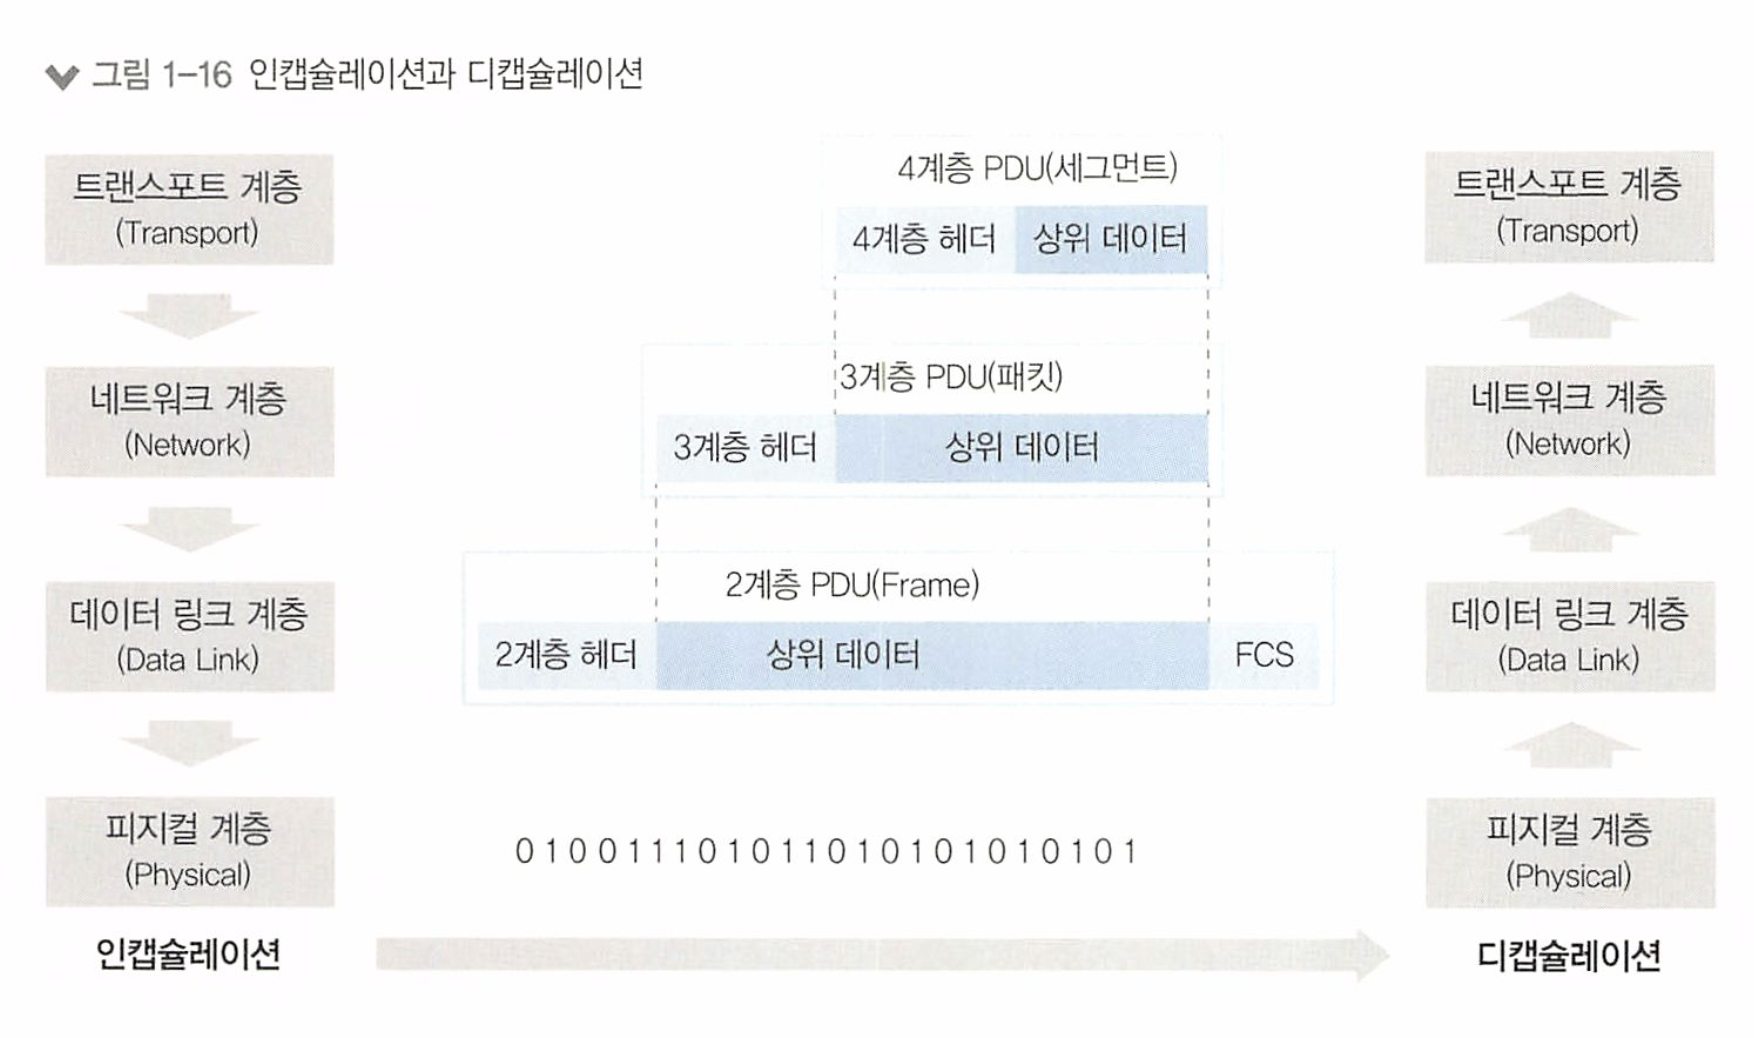 그림 1-16 인캡슐레이션과 디캡슐레이션
트랜스포트 계층
(Transport)
네트워크 계층
(Network)
데이터 링크 계층
(Data Link)
피지컬 계층
(Physical)
인캡슐레이션
4계층 PDU(세그먼트)
4계층 헤더 상위 데이터
3계층 PDU(패킷)
3계층 헤더 상위 데이터
2계층 PDU(Frame)
2계층 헤더 상위 데이터 FCS
0 1 0 0 1 1 1 0 1 0 1 1 0 1 0 1 0 1 0 1 0 1 0 1
트랜스포트 계층
(Transport)
네트워크 계층
(Network)
데이터 링크 계층
(Data Link)
피지컬 계층
(Physical)
디캡슐레이션